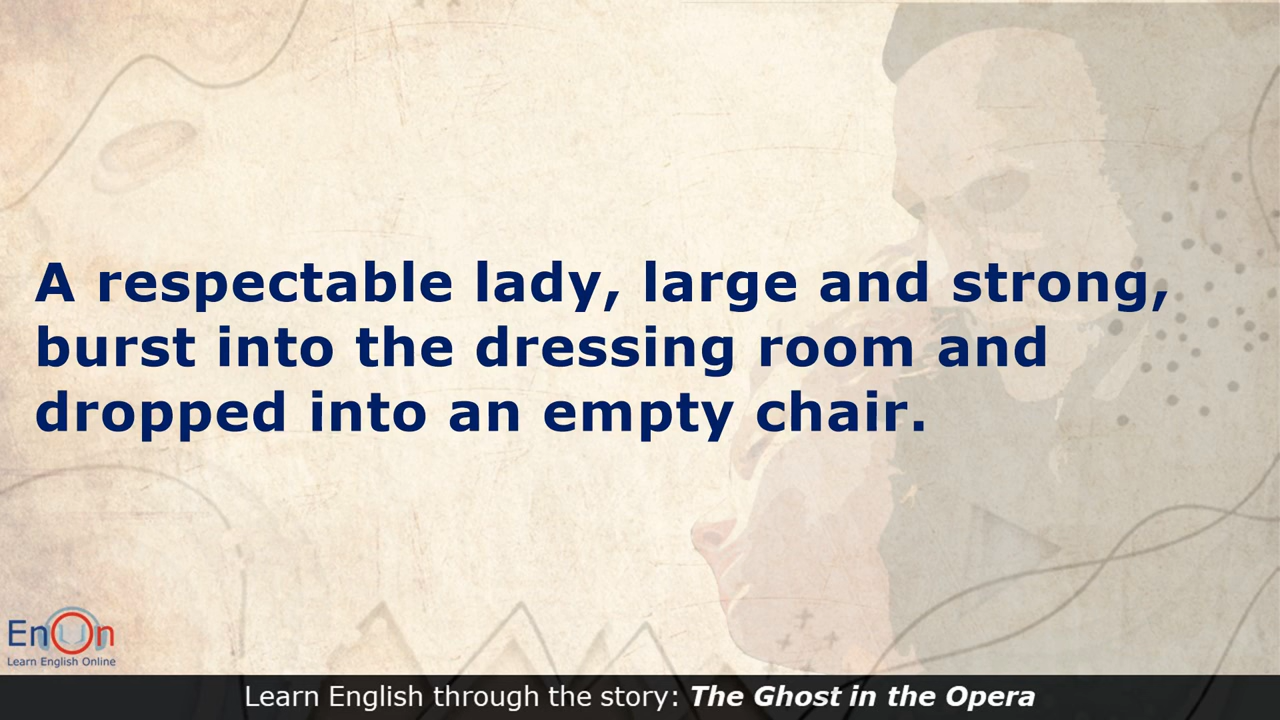 A respectable lady, large and strong,
burst into the dressing room and
dropped into an empty chair.
EnOn
Learn English Online
Learn English through the story: The Ghost in the Opera